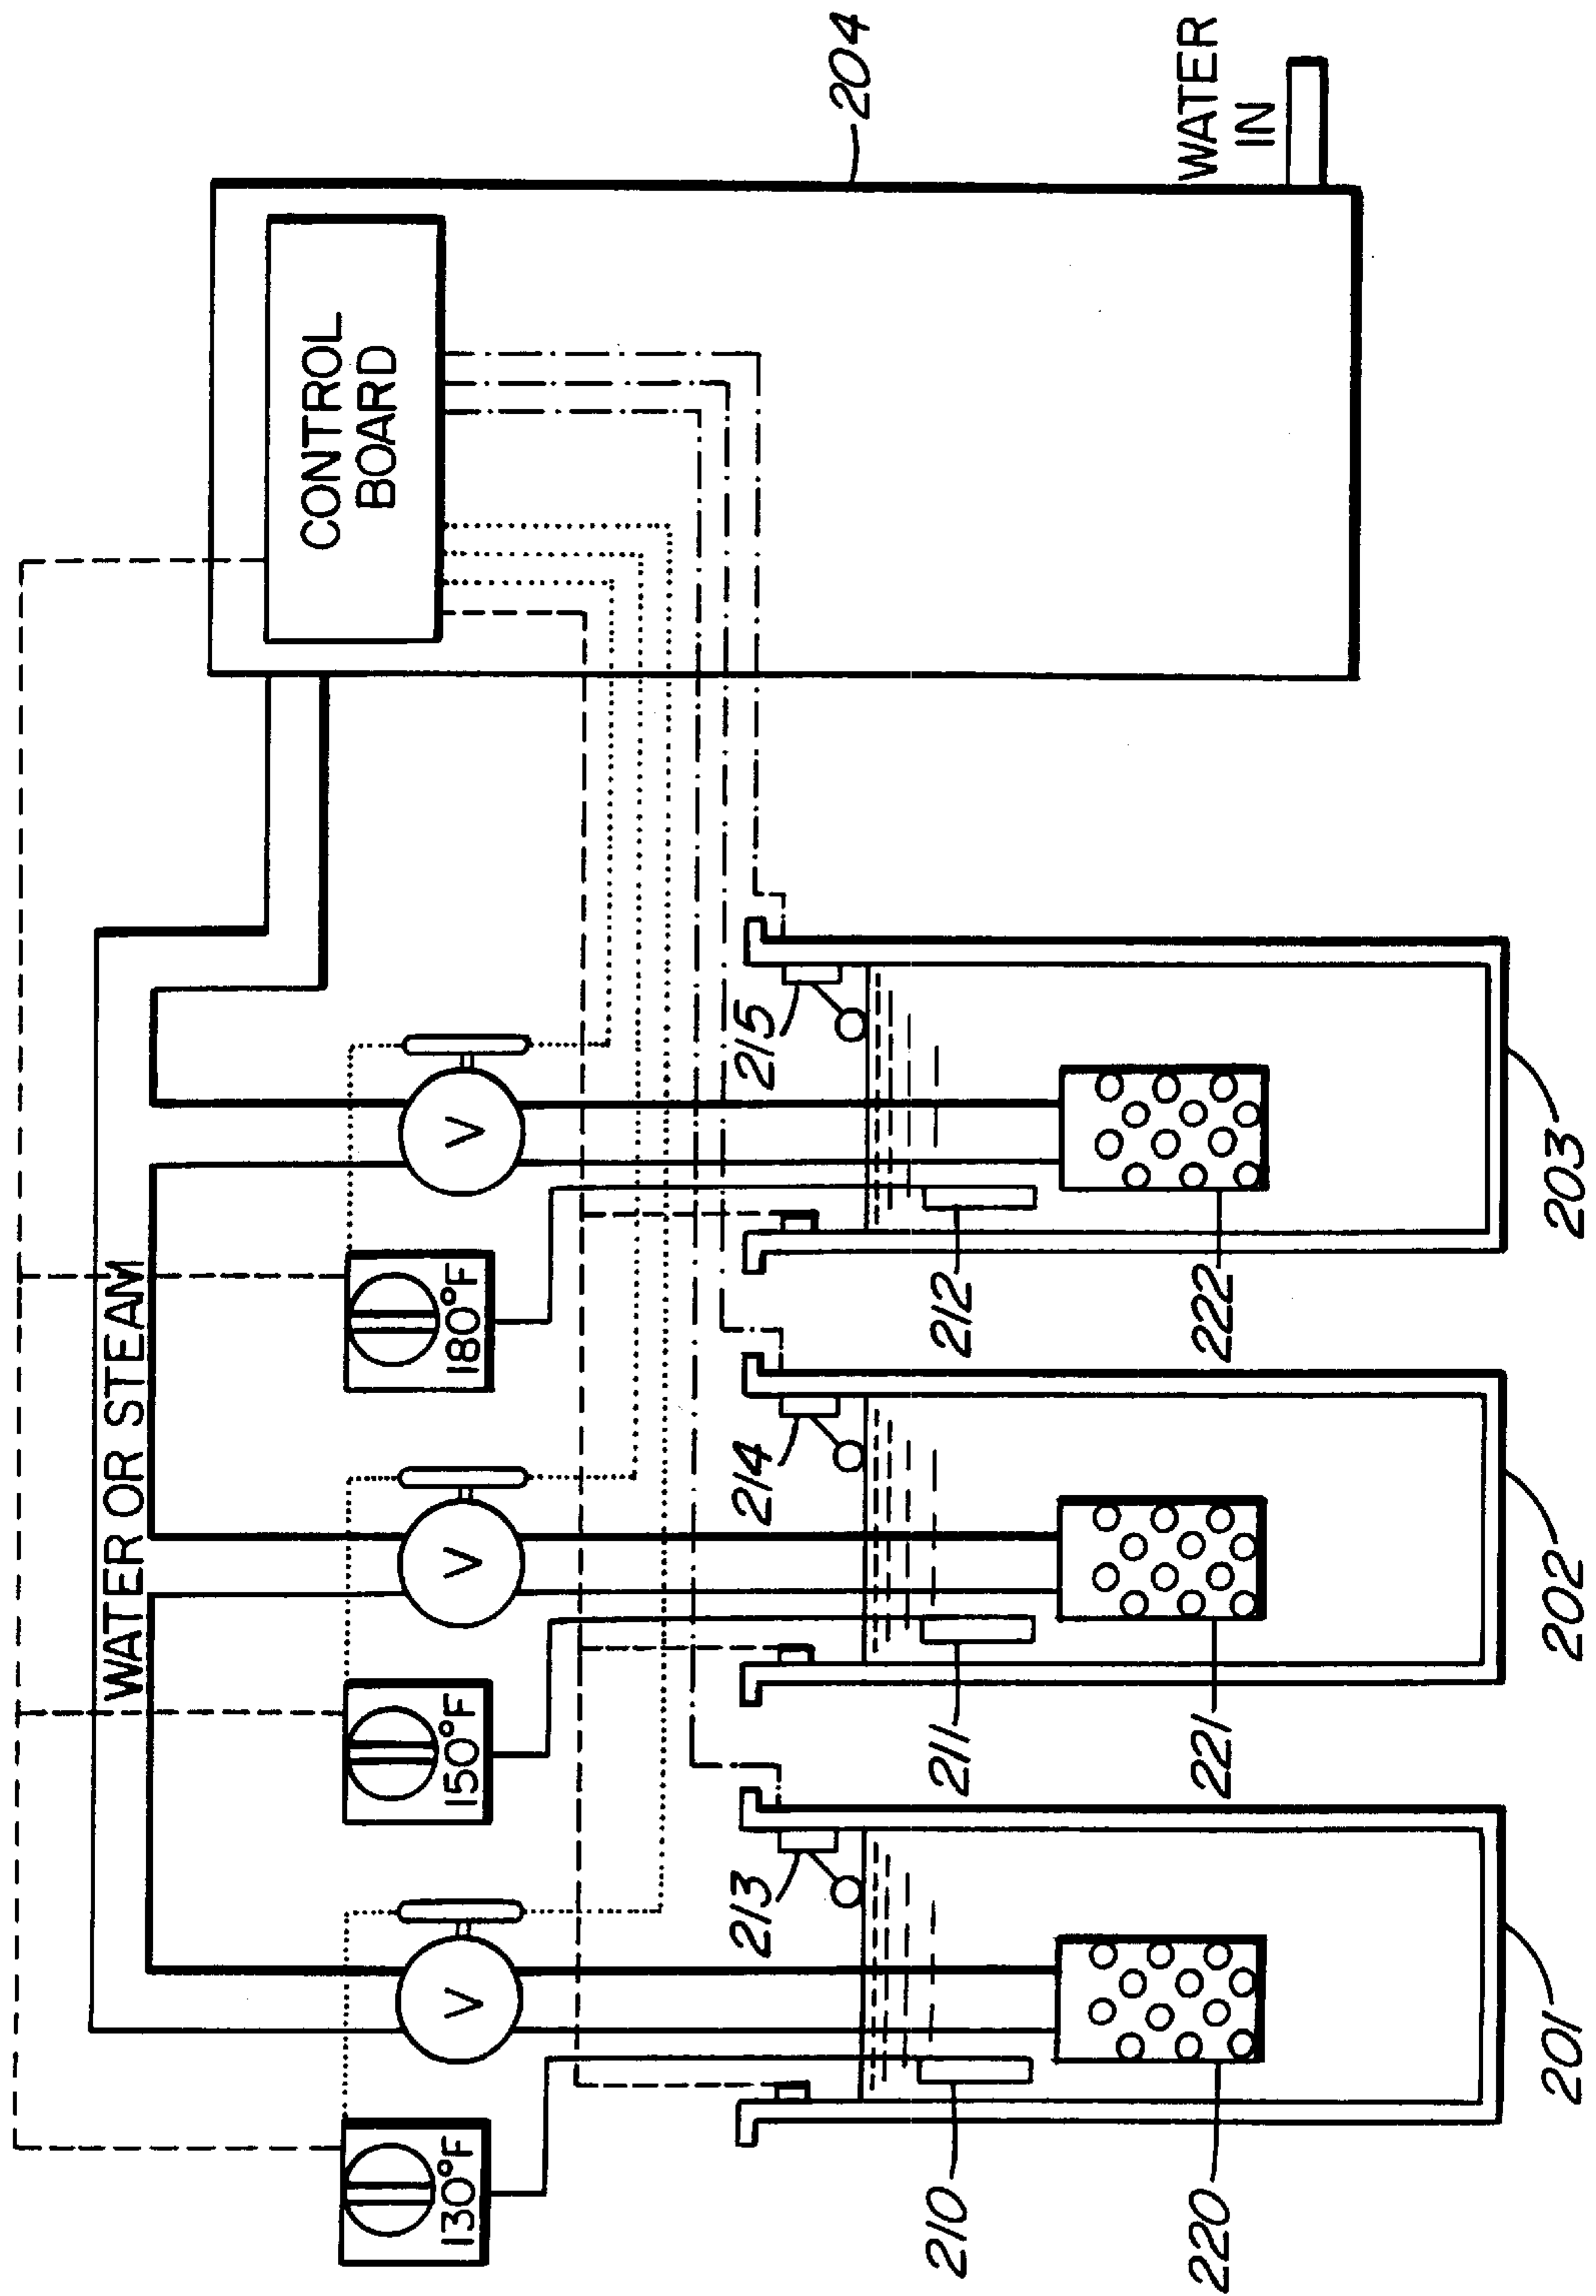 WATER OR STEAM
CONTROL
BOARD
204
WATER
IN
130°F
150°F
180°F
V
V
V
213
214
215
210
211
212
220
221
222
201
202
203